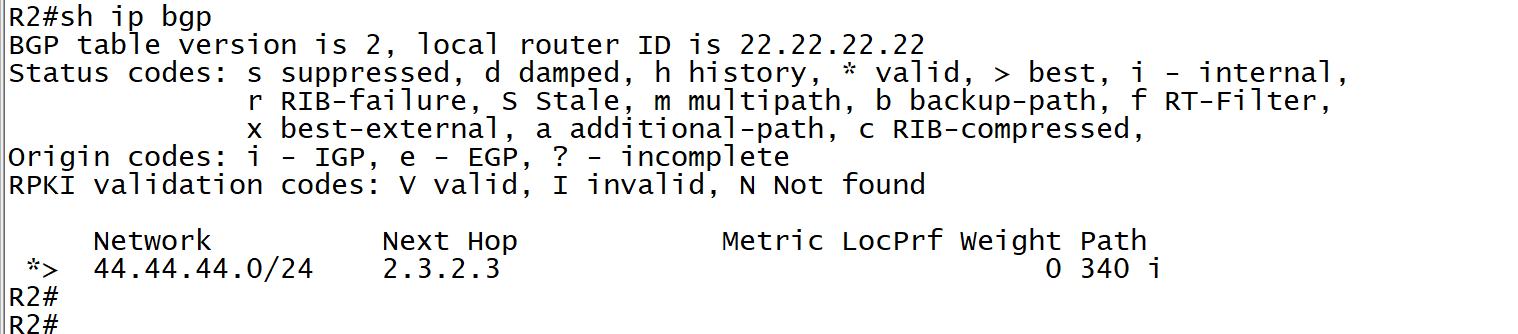 R2#sh ip bgp
BGP table version is 2, local router ID is 22.22.22.22
Status codes: s suppressed, d damped, h history, * valid, > best, i - internal,
              r RIB-failure, S Stale, m multipath, b backup-path, f RT-Filter,
              x best-external, a additional-path, c RIB-compressed,
Origin codes: i - IGP, e - EGP, ? - incomplete
RPKI validation codes: V valid, I invalid, N Not found
     Network          Next Hop            Metric LocPrf Weight Path
 *>  44.44.44.0/24    2.3.2.3                                0 340 i
R2#
R2#